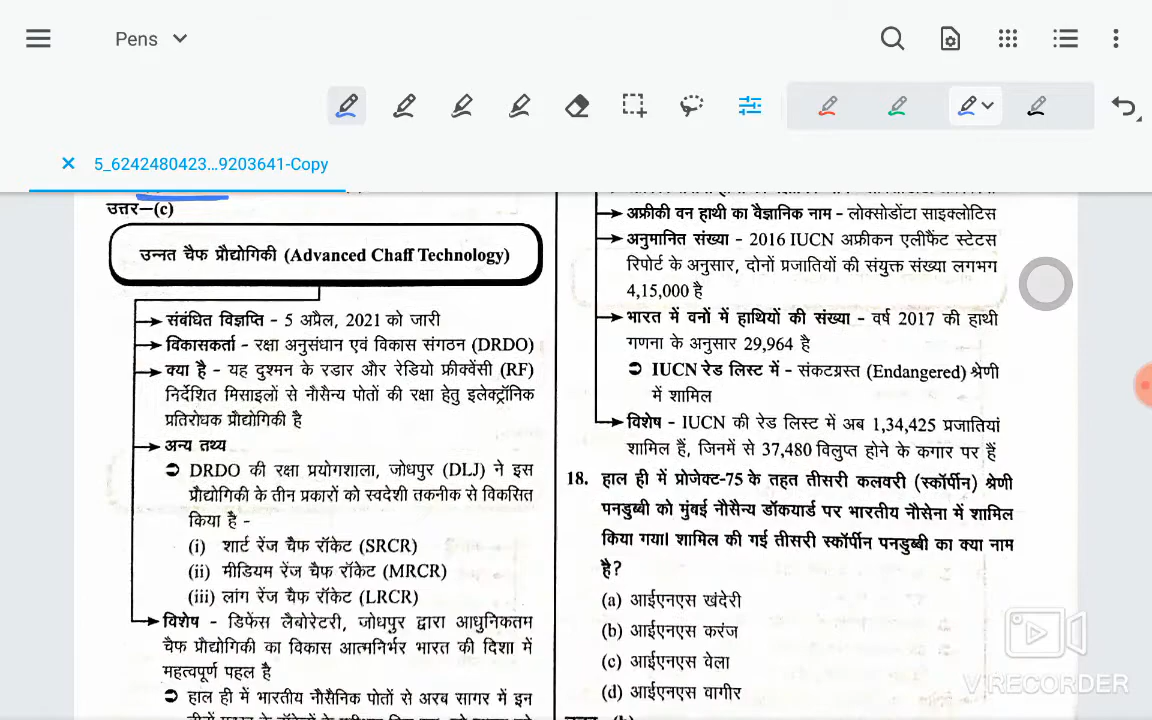 Pens
5_6242480423...9203641-Copy
उत्तर–(c)
उन्नत चैफ प्रौद्योगिकी (Advanced Chaff Technology)
संबंधित विज्ञप्ति - 5 अप्रैल, 2021 को जारी
विकासकर्ता - रक्षा अनुसंधान एवं विकास संगठन (DRDO)
क्या है - यह दुश्मन के रडार और रेडियो फ्रीक्वेंसी (RF)
निर्देशित मिसाइलों से नौसैन्य पोतों की रक्षा हेतु इलेक्ट्रॉनिक
प्रतिरोधक प्रौद्योगिकी है
अन्य तथ्य
➲ DRDO की रक्षा प्रयोगशाला, जोधपुर (DLJ) ने इस
प्रौद्योगिकी के तीन प्रकारों को स्वदेशी तकनीक से विकसित
किया है -
(i) शार्ट रेंज चैफ रॉकेट (SRCR)
(ii) मीडियम रेंज चैफ रॉकेट (MRCR)
(iii) लांग रेंज चैफ रॉकेट (LRCR)
विशेष - डिफेंस लैबोरेटरी, जोधपुर द्वारा आधुनिकतम
चैफ प्रौद्योगिकी का विकास आत्मनिर्भर भारत की दिशा में
महत्वपूर्ण पहल है
➲ हाल ही में भारतीय नौसैनिक पोतों से अरब सागर में इन
अफ्रीकी वन हाथी का वैज्ञानिक नाम - लोक्सोडोंटा साइक्लोटिस
अनुमानित संख्या - 2016 IUCN अफ्रीकन एलीफैंट स्टेटस
रिपोर्ट के अनुसार, दोनों प्रजातियों की संयुक्त संख्या लगभग
4,15,000 है
भारत में वनों में हाथियों की संख्या - वर्ष 2017 की हाथी
गणना के अनुसार 29,964 है
➲ IUCN रेड लिस्ट में - संकटग्रस्त (Endangered) श्रेणी
में शामिल
विशेष - IUCN की रेड लिस्ट में अब 1,34,425 प्रजातियां
शामिल हैं, जिनमें से 37,480 विलुप्त होने के कगार पर हैं
18. हाल ही में प्रोजेक्ट-75 के तहत तीसरी कलवरी (स्कॉर्पीन) श्रेणी
पनडुब्बी को मुंबई नौसैन्य डॉकयार्ड पर भारतीय नौसेना में शामिल
किया गया। शामिल की गई तीसरी स्कॉर्पीन पनडुब्बी का क्या नाम
है?
(a) आईएनएस खंदेरी
(b) आईएनएस करंज
(c) आईएनएस वेला
(d) आईएनएस वागीर
VIRECORDER